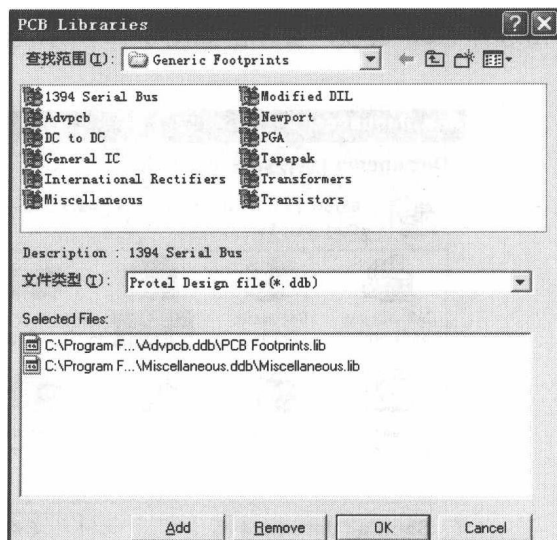 PCB Libraries
查找范围(I): Generic Footprints
1394 Serial Bus
Advpcb
DC to DC
General IC
International Rectifiers
Miscellaneous
Modified DIL
Newport
PGA
Tapepak
Transformers
Transistors
Description : 1394 Serial Bus
文件类型(T): Protel Design file(*.ddb)
Selected Files:
C:\Program F...\Advpcb.ddb\PCB Footprints.lib
C:\Program F...\Miscellaneous.ddb\Miscellaneous.lib
Add Remove OK Cancel